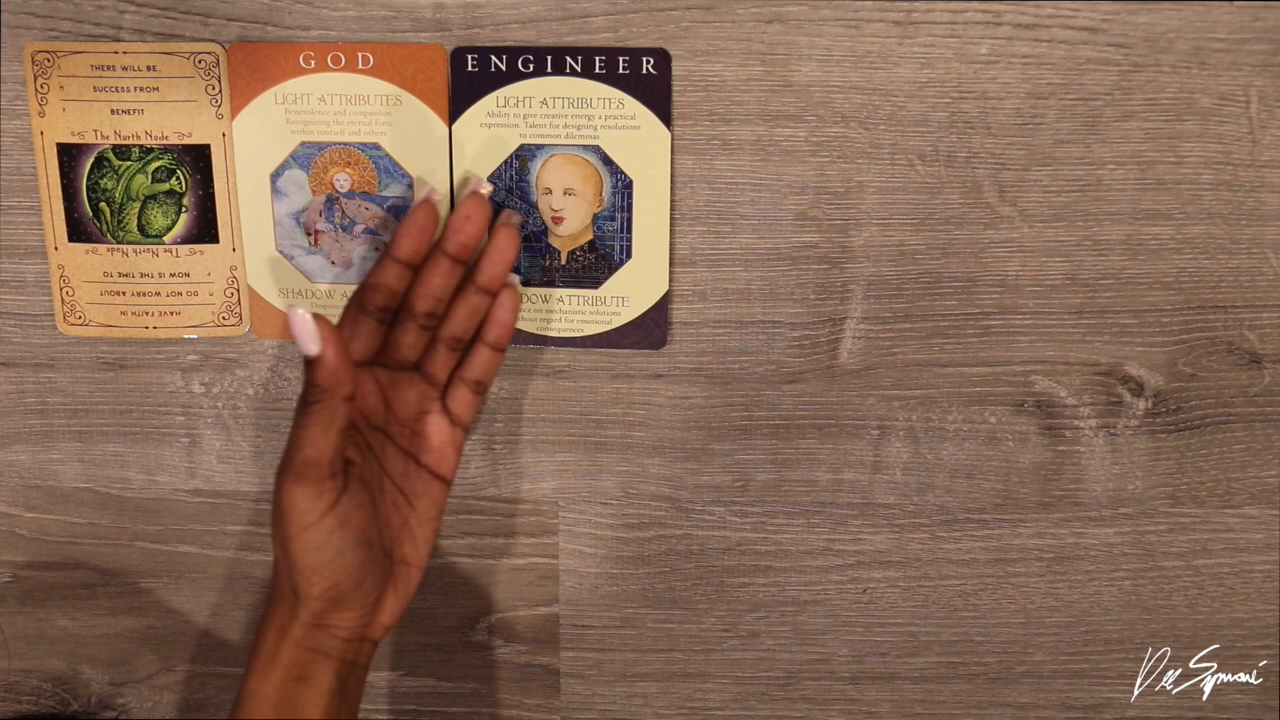 THERE WILL BE
SUCCESS FROM
BENEFIT
The North Node
The North Node
NOW IS THE TIME TO
DO NOT WORRY ABOUT
HAVE FAITH IN
GOD
LIGHT ATTRIBUTES
Benevolence and compassion.
Recognizing the eternal force
within yourself and others.
SHADOW A
Despo
ENGINEER
LIGHT ATTRIBUTES
Ability to give creative energy a practical
expression. Talent for designing resolutions
to common dilemmas.
DOW ATTRIBUTE
nce on mechanistic solutions
hout regard for emotional
consequences.